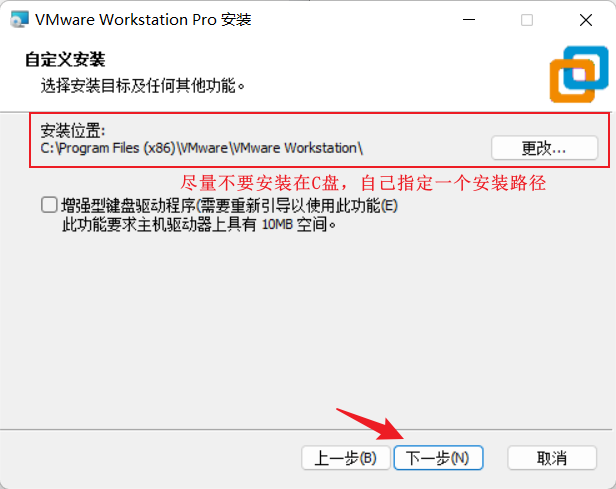 VMware Workstation Pro 安装
自定义安装
选择安装目标及任何其他功能。
安装位置:
C:\Program Files (x86)\VMware\VMware Workstation\
更改...
尽量不要安装在C盘，自己指定一个安装路径
增强型键盘驱动程序(需要重新引导以使用此功能(E)
此功能要求主机驱动器上具有 10MB 空间。
上一步(B)
下一步(N)
取消